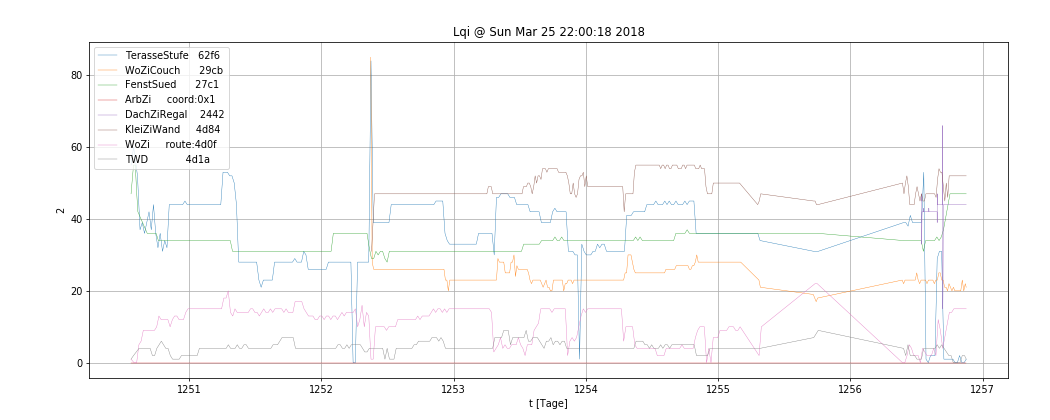 Lqi @ Sun Mar 25 22:00:18 2018
TerasseStufe 62f6
WoZiCouch 29cb
FenstSued 27c1
ArbZi coord:0x1
DachZiRegal 2442
KleiZiWand 4d84
WoZi route:4d0f
TWD 4d1a
80
60
40
20
0
2
1251 1252 1253 1254 1255 1256 1257
t [Tage]